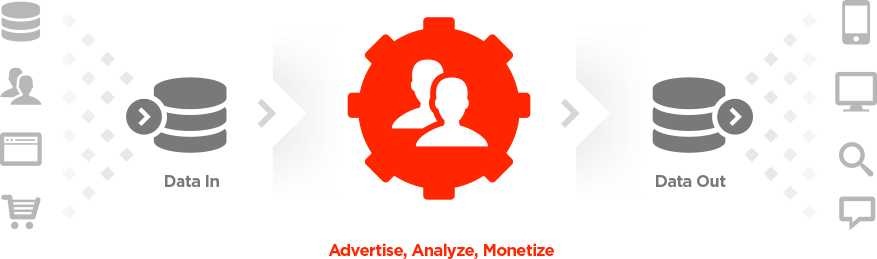 Data In
Data Out
Advertise, Analyze, Monetize